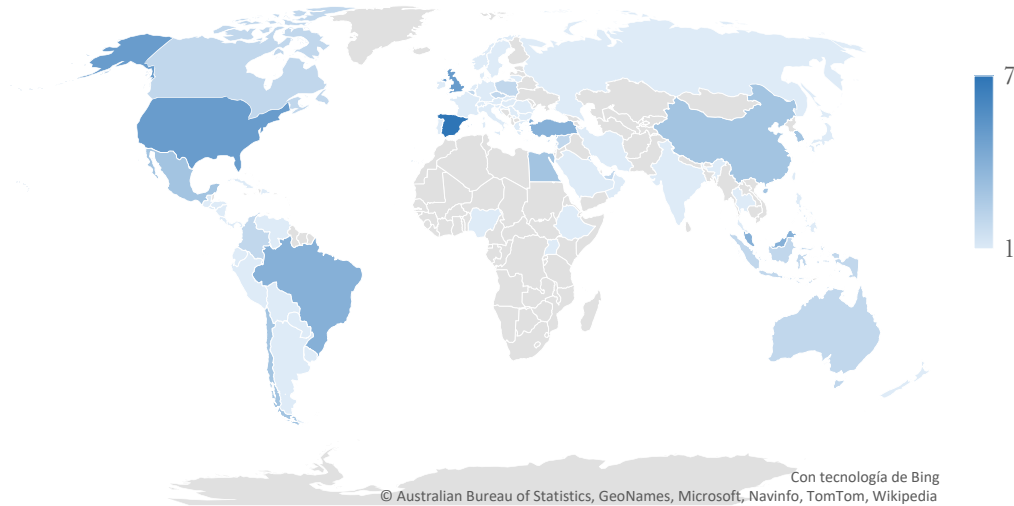 7
1
Con tecnología de Bing
© Australian Bureau of Statistics, GeoNames, Microsoft, Navinfo, TomTom, Wikipedia